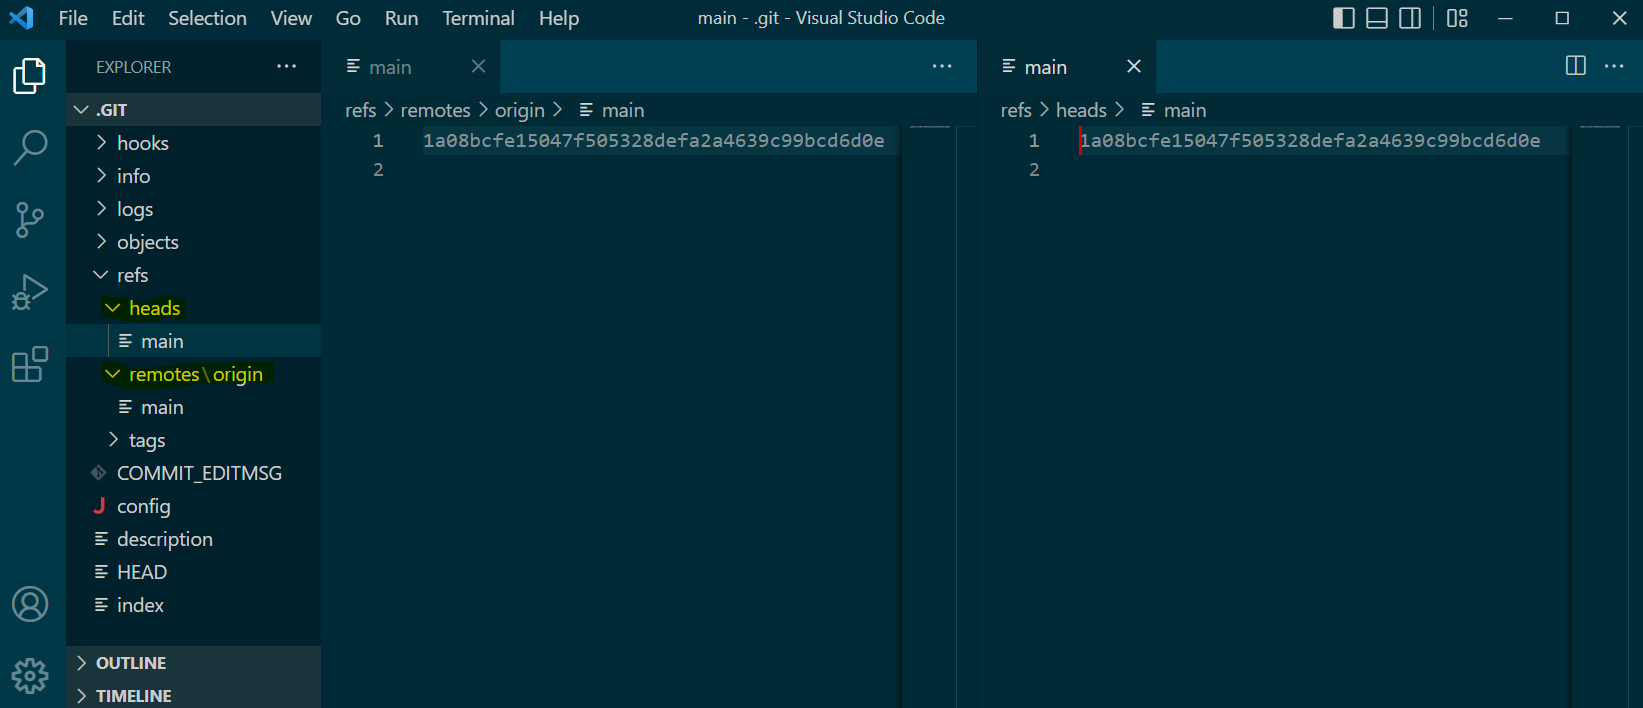 File Edit Selection View Go Run Terminal Help main - .git - Visual Studio Code
EXPLORER
.GIT
hooks
info
logs
objects
refs
heads
main
remotes\origin
main
tags
COMMIT_EDITMSG
config
description
HEAD
index
OUTLINE
TIMELINE
main
refs > remotes > origin > main
1 1a08bcfe15047f505328defa2a4639c99bcd6d0e
2
main
refs > heads > main
1 1a08bcfe15047f505328defa2a4639c99bcd6d0e
2